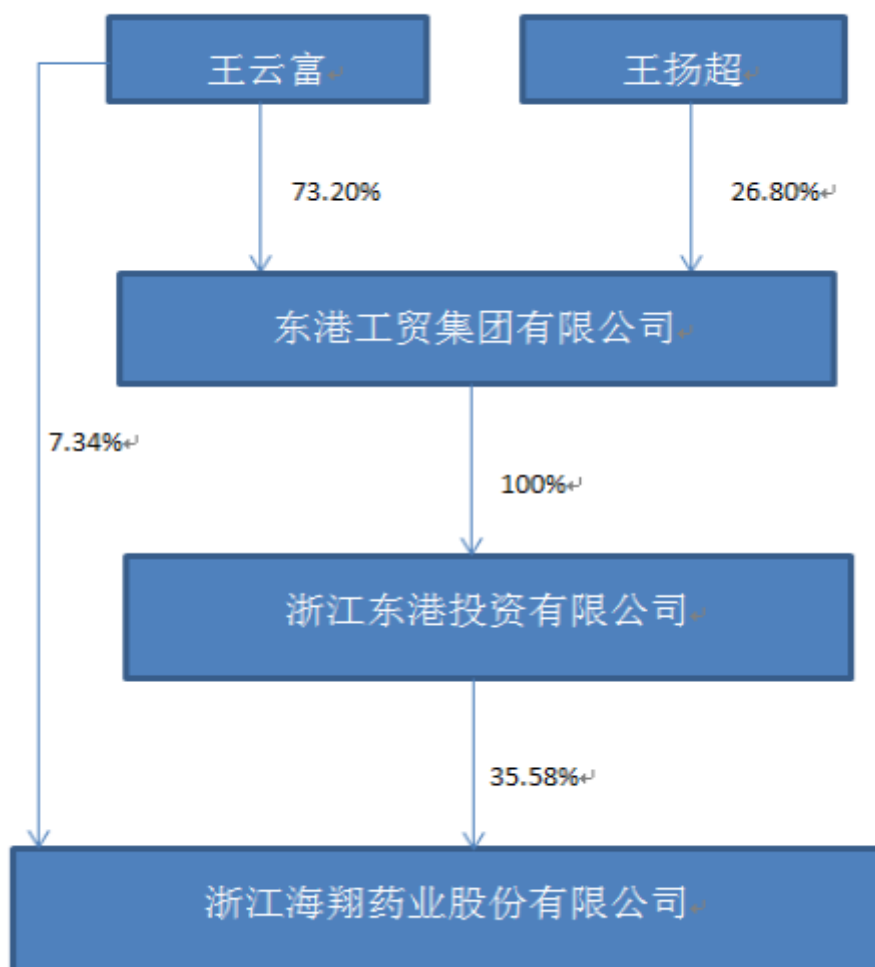 王云富
王扬超
73.20%
26.80%
东港工贸集团有限公司
7.34%
100%
浙江东港投资有限公司
35.58%
浙江海翔药业股份有限公司